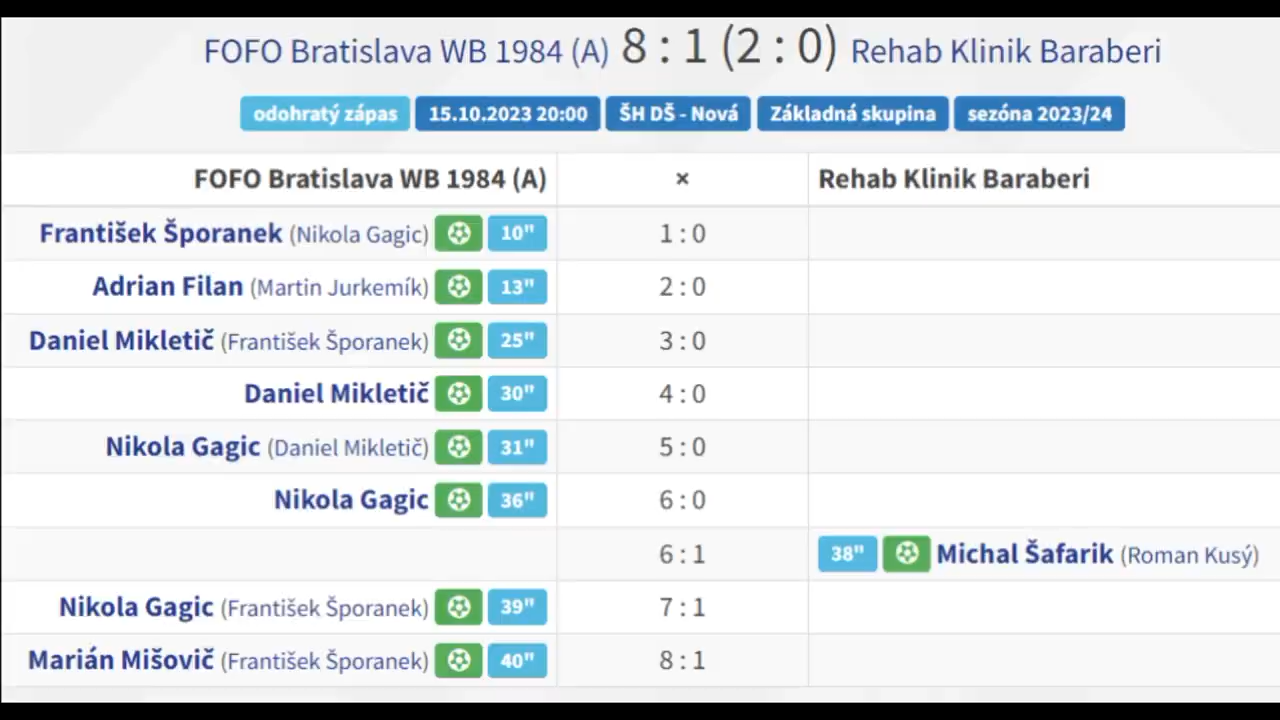 FOFO Bratislava WB 1984 (A) 8 : 1 (2 : 0) Rehab Klinik Baraberi
odohratý zápas 15.10.2023 20:00 ŠH DŠ - Nová Základná skupina sezóna 2023/24
FOFO Bratislava WB 1984 (A) × Rehab Klinik Baraberi
František Šporanek (Nikola Gagic) 10" 1 : 0
Adrian Filan (Martin Jurkemík) 13" 2 : 0
Daniel Mikletič (František Šporanek) 25" 3 : 0
Daniel Mikletič 30" 4 : 0
Nikola Gagic (Daniel Mikletič) 31" 5 : 0
Nikola Gagic 36" 6 : 0
6 : 1 38" Michal Šafarik (Roman Kusý)
Nikola Gagic (František Šporanek) 39" 7 : 1
Marián Mišovič (František Šporanek) 40" 8 : 1